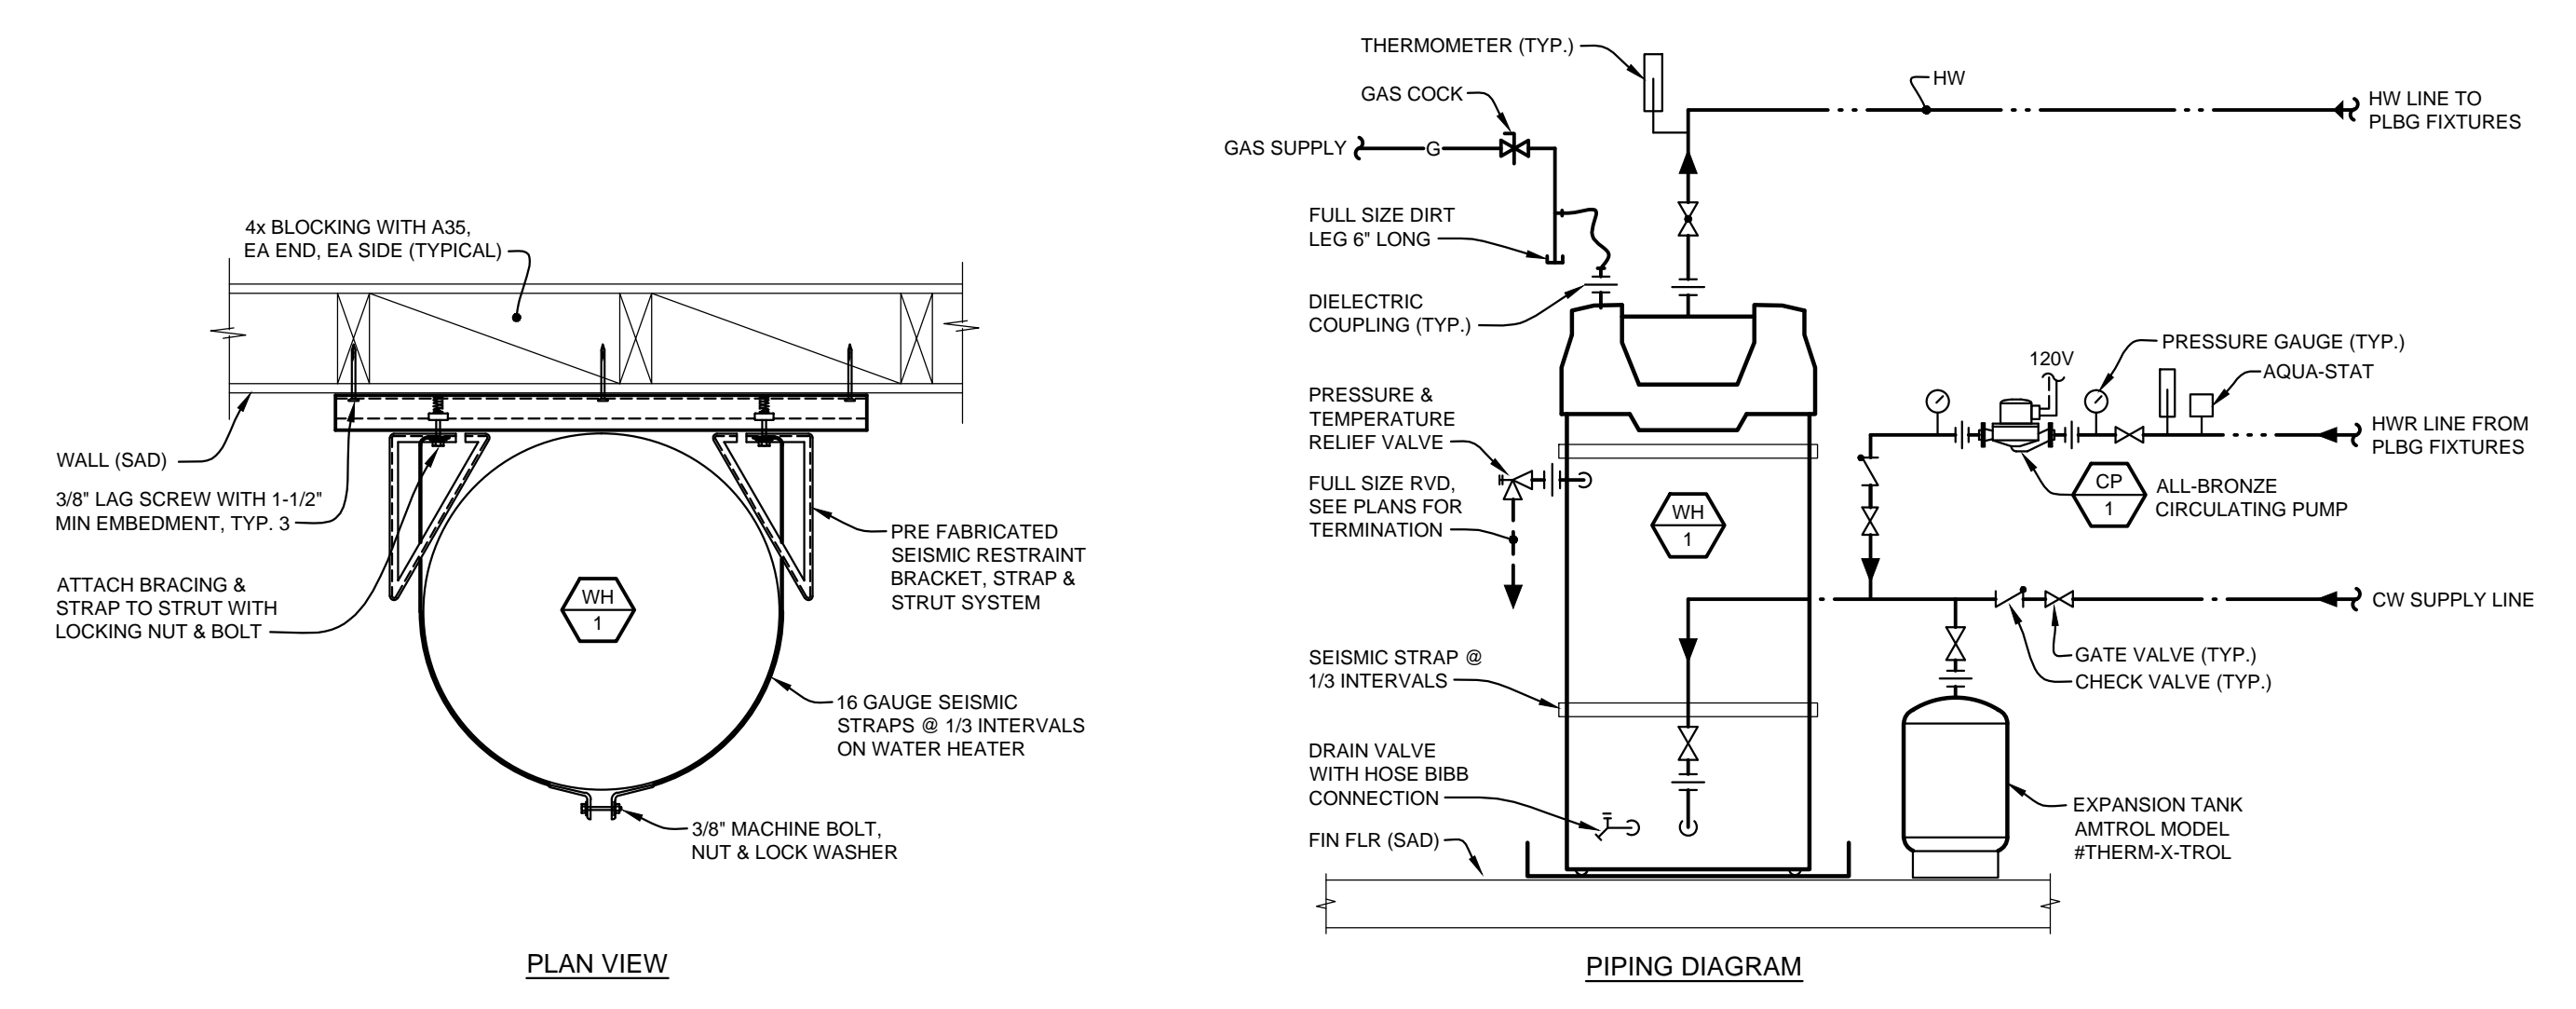 4x BLOCKING WITH A35,
EA END, EA SIDE (TYPICAL)
WALL (SAD)
3/8" LAG SCREW WITH 1-1/2"
MIN EMBEDMENT, TYP. 3
ATTACH BRACING &
STRAP TO STRUT WITH
LOCKING NUT & BOLT
WH
1
PRE FABRICATED
SEISMIC RESTRAINT
BRACKET, STRAP &
STRUT SYSTEM
16 GAUGE SEISMIC
STRAPS @ 1/3 INTERVALS
ON WATER HEATER
3/8" MACHINE BOLT,
NUT & LOCK WASHER
PLAN VIEW
THERMOMETER (TYP.)
GAS COCK
GAS SUPPLY
G
FULL SIZE DIRT
LEG 6" LONG
DIELECTRIC
COUPLING (TYP.)
PRESSURE &
TEMPERATURE
RELIEF VALVE
FULL SIZE RVD,
SEE PLANS FOR
TERMINATION
SEISMIC STRAP @
1/3 INTERVALS
DRAIN VALVE
WITH HOSE BIBB
CONNECTION
FIN FLR (SAD)
WH
1
HW
HW LINE TO
PLBG FIXTURES
120V
PRESSURE GAUGE (TYP.)
AQUA-STAT
HWR LINE FROM
PLBG FIXTURES
CP
1
ALL-BRONZE
CIRCULATING PUMP
CW SUPPLY LINE
GATE VALVE (TYP.)
CHECK VALVE (TYP.)
EXPANSION TANK
AMTROL MODEL
#THERM-X-TROL
PIPING DIAGRAM